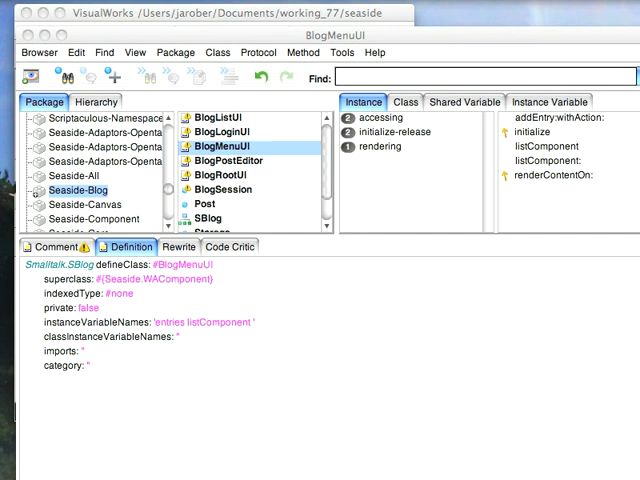 VisualWorks /Users/jarober/Documents/working_77/seaside
BlogMenuUI
Browser Edit Find View Package Class Protocol Method Tools Help
Find:
Package Hierarchy
Scriptaculous-Namespace
Seaside-Adaptors-Openta
Seaside-Adaptors-Openta
Seaside-Adaptors-Openta
Seaside-All
Seaside-Blog
Seaside-Canvas
Seaside-Component
BlogListUI
BlogLoginUI
BlogMenuUI
BlogPostEditor
BlogRootUI
BlogSession
Post
SBlog
Instance Class Shared Variable Instance Variable
2 accessing
2 initialize-release
1 rendering
addEntry:withAction:
initialize
listComponent
listComponent:
renderContentOn:
Comment Definition Rewrite Code Critic
Smalltalk.SBlog defineClass: #BlogMenuUI
superclass: #{Seaside.WAComponent}
indexedType: #none
private: false
instanceVariableNames: 'entries listComponent '
classInstanceVariableNames: ''
imports: ''
category: ''